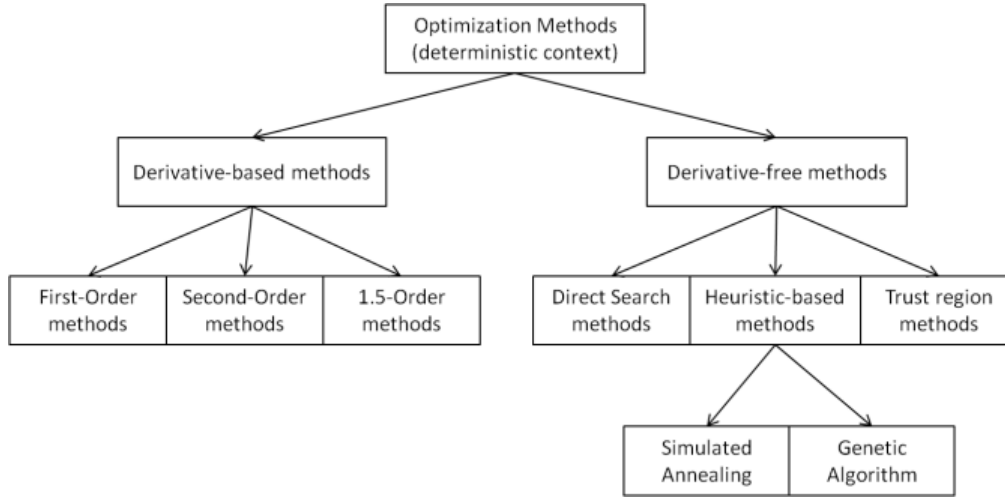 Optimization Methods
(deterministic context)
Derivative-based methods
Derivative-free methods
First-Order
methods
Second-Order
methods
1.5-Order
methods
Direct Search
methods
Heuristic-based
methods
Trust region
methods
Simulated
Annealing
Genetic
Algorithm